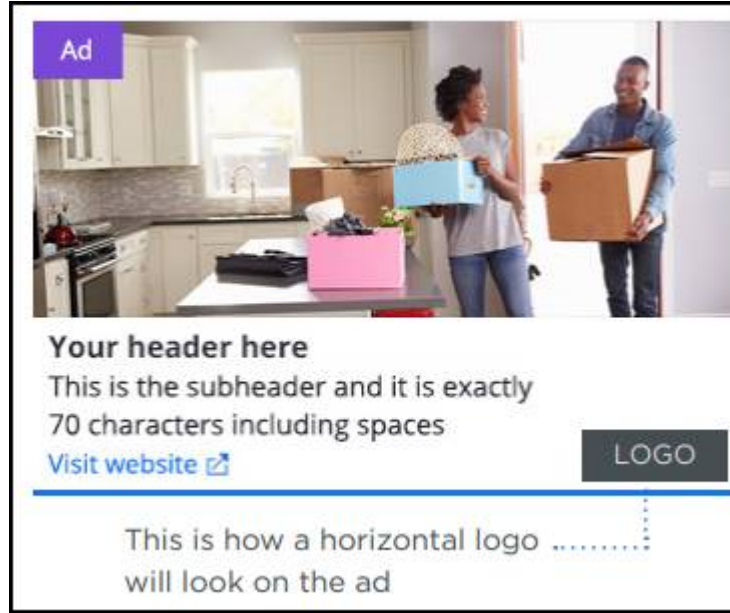 Ad
Your header here
This is the subheader and it is exactly
70 characters including spaces
Visit website
LOGO
This is how a horizontal logo
will look on the ad